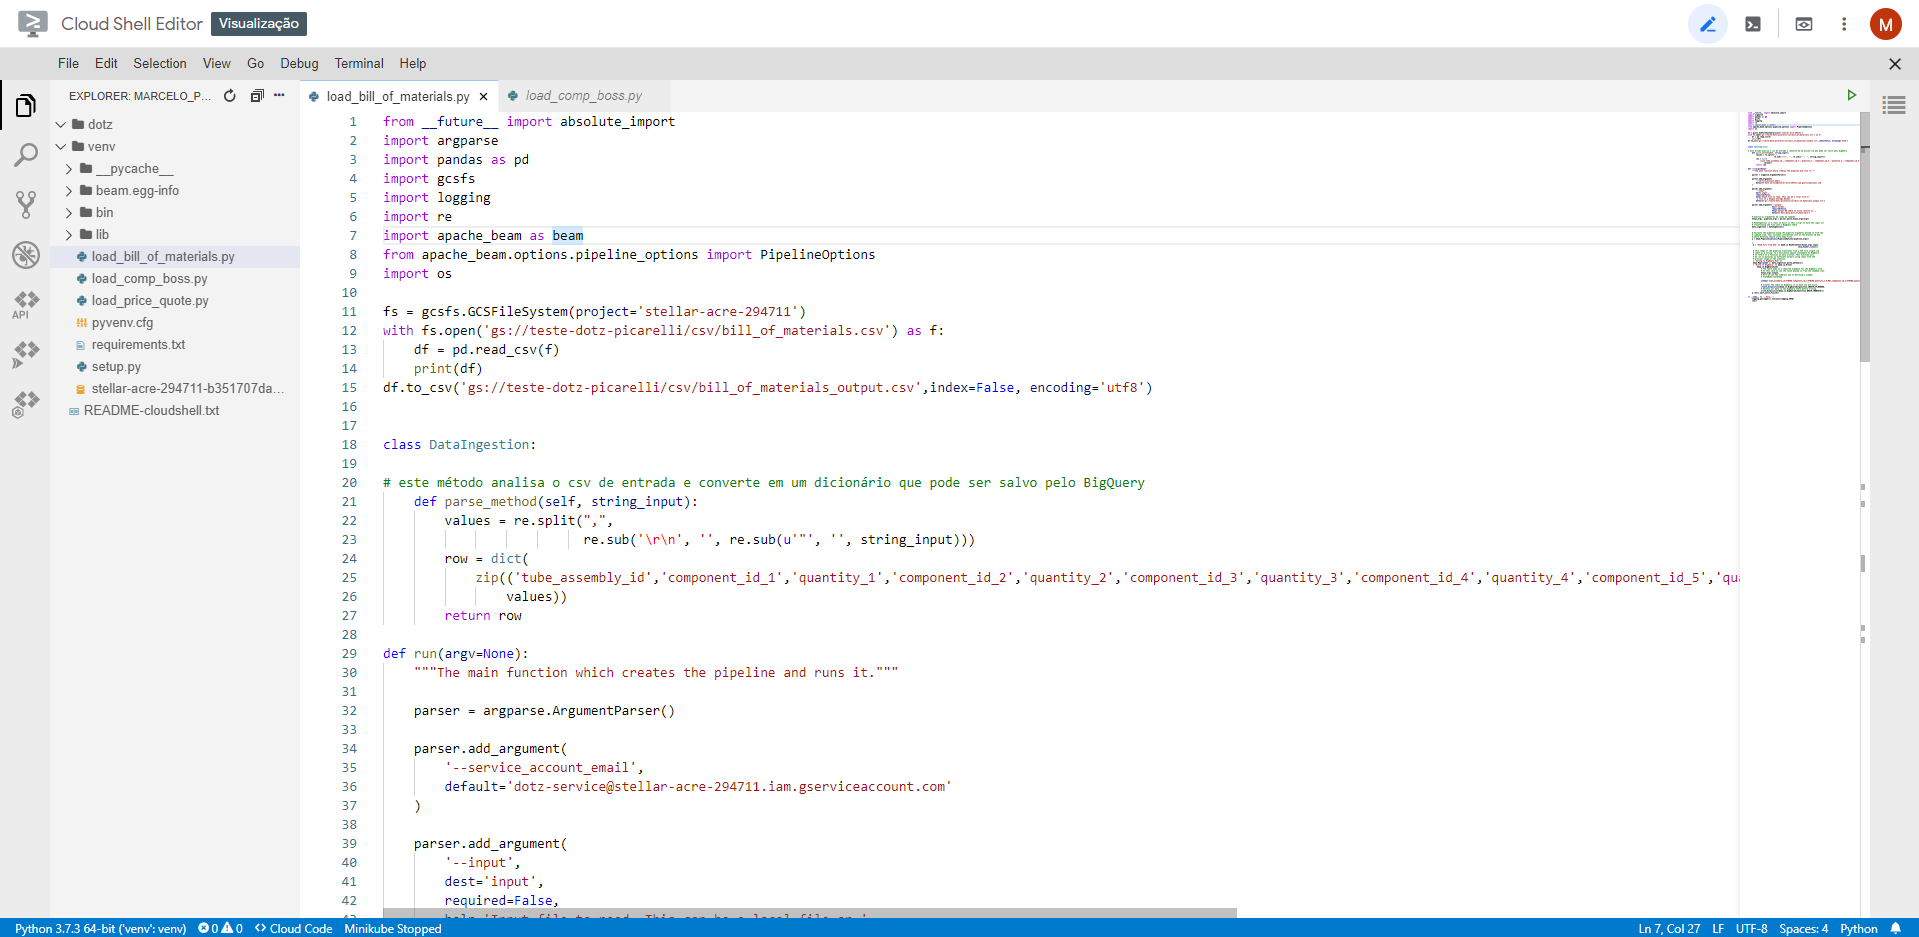 Cloud Shell Editor Visualização
M
File Edit Selection View Go Debug Terminal Help
EXPLORER: MARCELO_P...
dotz
venv
__pycache__
beam.egg-info
bin
lib
load_bill_of_materials.py
load_comp_boss.py
load_price_quote.py
pyvenv.cfg
requirements.txt
setup.py
stellar-acre-294711-b351707da...
README-cloudshell.txt
API
load_bill_of_materials.py load_comp_boss.py
1 from __future__ import absolute_import
2 import argparse
3 import pandas as pd
4 import gcsfs
5 import logging
6 import re
7 import apache_beam as beam
8 from apache_beam.options.pipeline_options import PipelineOptions
9 import os
10
11 fs = gcsfs.GCSFileSystem(project='stellar-acre-294711')
12 with fs.open('gs://teste-dotz-picarelli/csv/bill_of_materials.csv') as f:
13 df = pd.read_csv(f)
14 print(df)
15 df.to_csv('gs://teste-dotz-picarelli/csv/bill_of_materials_output.csv',index=False, encoding='utf8')
16
17
18 class DataIngestion:
19
20 # este método analisa o csv de entrada e converte em um dicionário que pode ser salvo pelo BigQuery
21 def parse_method(self, string_input):
22 values = re.split(",",
23 re.sub('\r\n', '', re.sub(u'"', '', string_input)))
24 row = dict(
25 zip(('tube_assembly_id','component_id_1','quantity_1','component_id_2','quantity_2','component_id_3','quantity_3','component_id_4','quantity_4','component_id_5','qu
26 values))
27 return row
28
29 def run(argv=None):
30 """The main function which creates the pipeline and runs it."""
31
32 parser = argparse.ArgumentParser()
33
34 parser.add_argument(
35 '--service_account_email',
36 default='dotz-service@stellar-acre-294711.iam.gserviceaccount.com'
37 )
38
39 parser.add_argument(
40 '--input',
41 dest='input',
42 required=False,
Python 3.7.3 64-bit ('venv': venv) 0 0 Cloud Code Minikube Stopped Ln 7, Col 27 LF UTF-8 Spaces: 4 Python